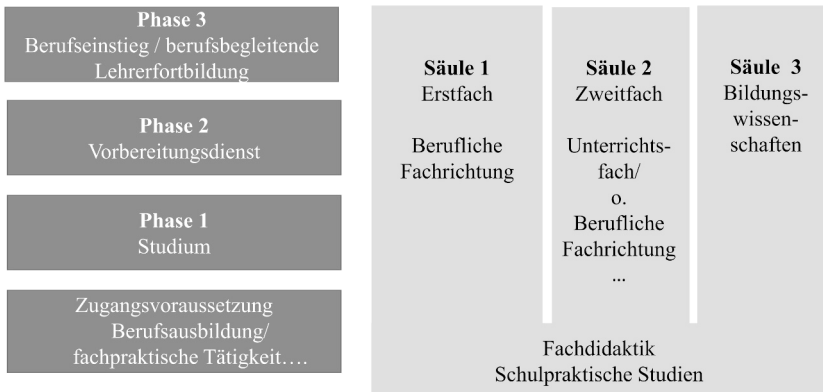 Phase 3
Berufseinstieg / berufsbegleitende
Lehrerfortbildung
Phase 2
Vorbereitungsdienst
Phase 1
Studium
Zugangsvoraussetzung
Berufsausbildung/
fachpraktische Tätigkeit….
Säule 1
Erstfach
Berufliche
Fachrichtung
Säule 2
Zweitfach
Unterrichts-
fach/
o.
Berufliche
Fachrichtung
...
Säule 3
Bildungs-
wissen-
schaften
Fachdidaktik
Schulpraktische Studien